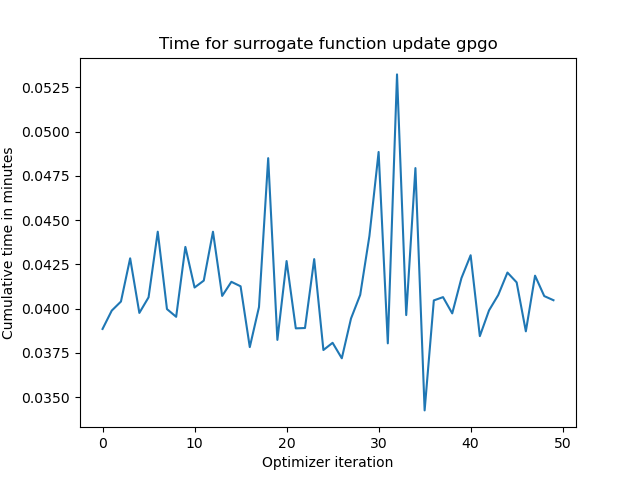 Time for surrogate function update gpgo
Cumulative time in minutes
0.0525
0.0500
0.0475
0.0450
0.0425
0.0400
0.0375
0.0350
0 10 20 30 40 50
Optimizer iteration